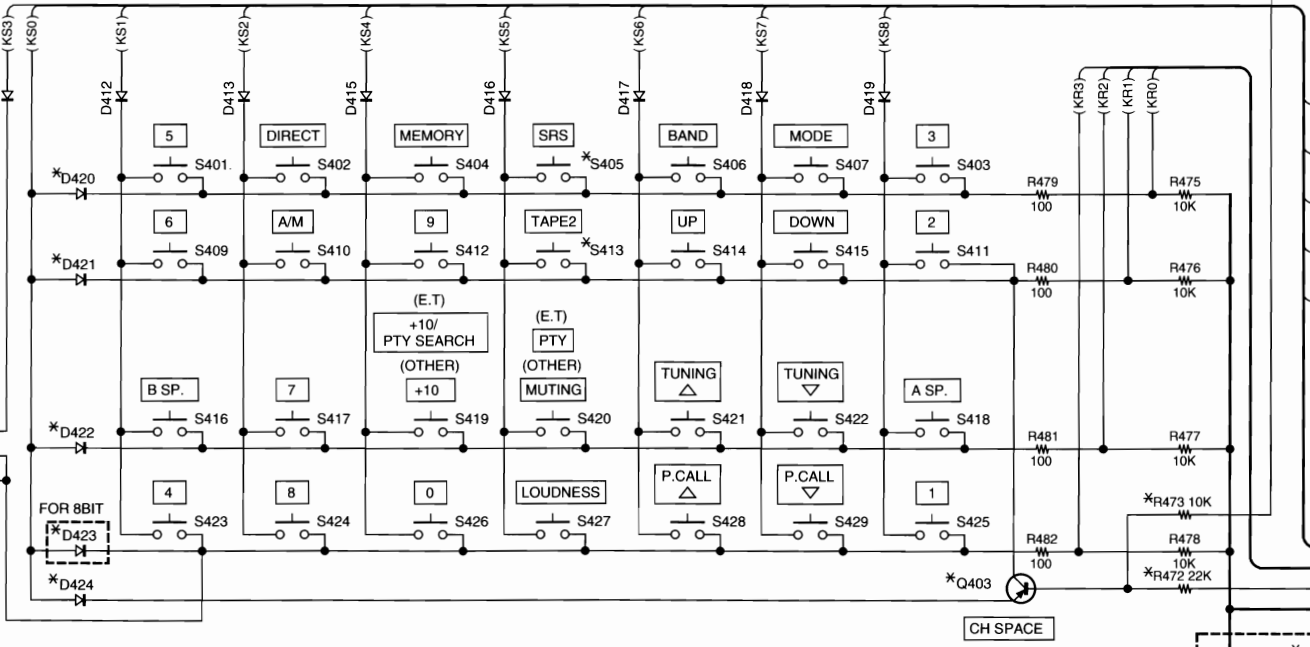 (KS3) (KS0) (KS1) (KS2) (KS4) (KS5) (KS6) (KS7) (KS8)
(KR3) (KR2) (KR1) (KR0)
D412 D413 D415 D416 D417 D418 D419
5 DIRECT MEMORY SRS BAND MODE 3
S401. S402 S404 *S405 S406 S407 S403
*D420
R479 R475
100 10K
6 A/M 9 TAPE2 UP DOWN 2
S409 S410 S412 *S413 S414 S415 S411
*D421
R480 R476
100 10K
(E.T)
+10/
PTY SEARCH
(OTHER)
+10
(E.T)
PTY
(OTHER)
MUTING
TUNING △
TUNING ▽
B SP. 7 A SP.
S416 S417 S419 S420 S421 S422 S418
*D422
R481 R477
100 10K
P.CALL △
P.CALL ▽
4 8 0 LOUDNESS 1
*R473 10K
FOR 8BIT
S423 S424 S426 S427 S428 S429 S425
*D423
R482 R478
100 10K
*D424
*Q403
*R472 22K
CH SPACE